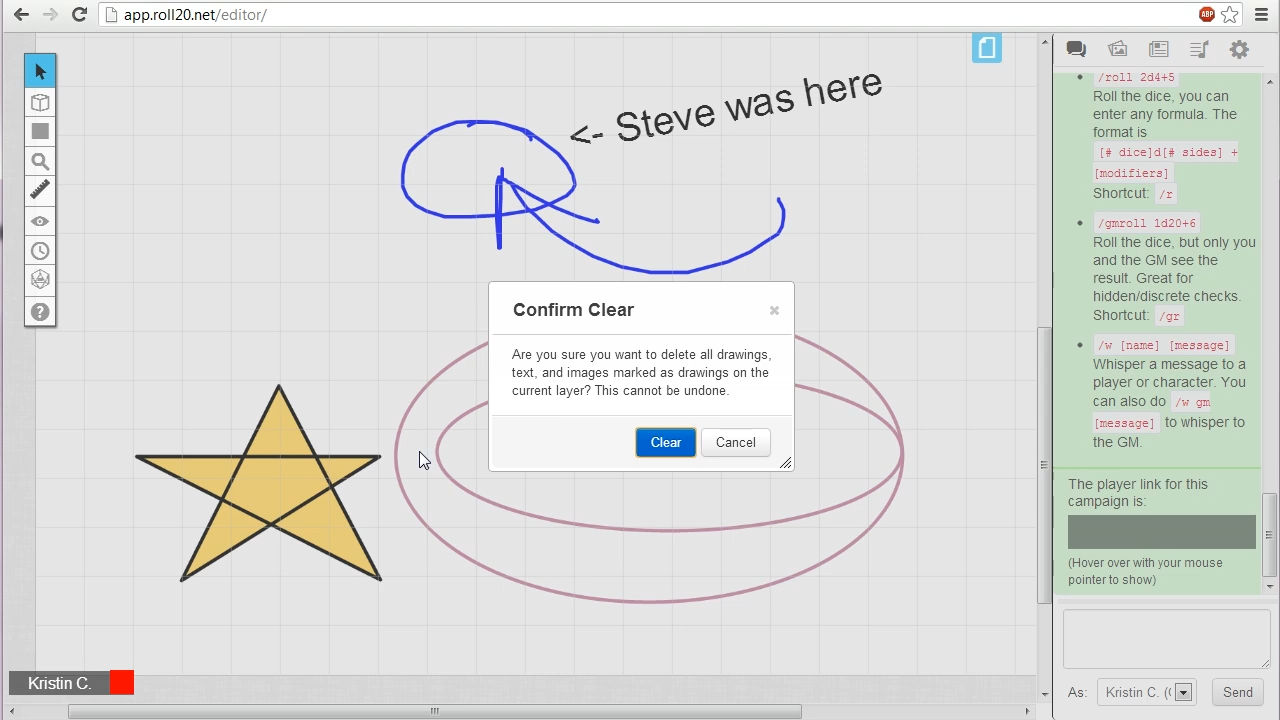 app.roll20.net/editor/
ABP
<- Steve was here
Confirm Clear
Are you sure you want to delete all drawings,
text, and images marked as drawings on the
current layer? This cannot be undone.
Clear
Cancel
Kristin C.
/roll 2d4+5
Roll the dice, you can
enter any formula. The
format is
[# dice]d[# sides] +
[modifiers]
Shortcut: /r
/gmroll 1d20+6
Roll the dice, but only you
and the GM see the
result. Great for
hidden/discrete checks.
Shortcut: /gr
/w [name] [message]
Whisper a message to a
player or character. You
can also do /w gm
[message] to whisper to
the GM.
The player link for this
campaign is:
(Hover over with your mouse
pointer to show)
As:
Kristin C. (
Send